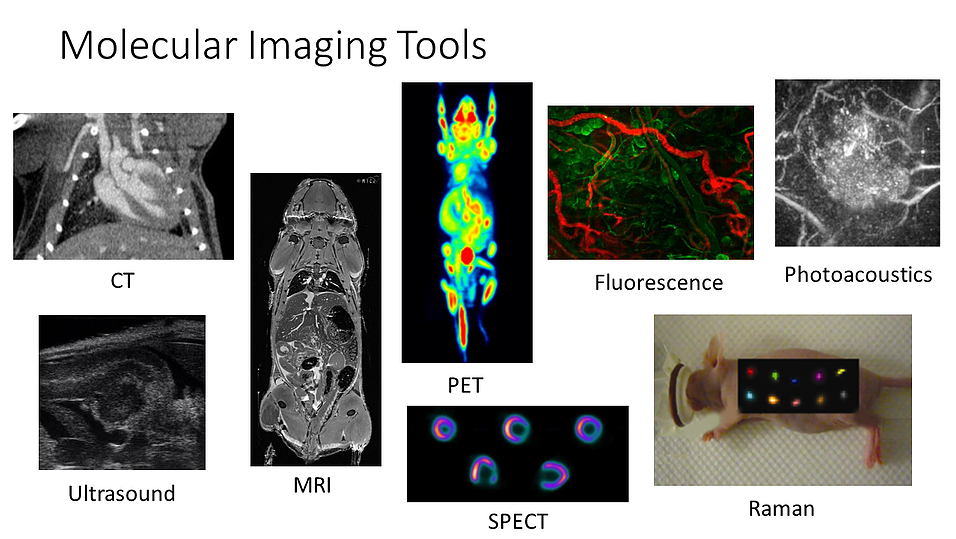 Molecular Imaging Tools
CT
Ultrasound
MRI
PET
SPECT
Fluorescence
Photoacoustics
Raman